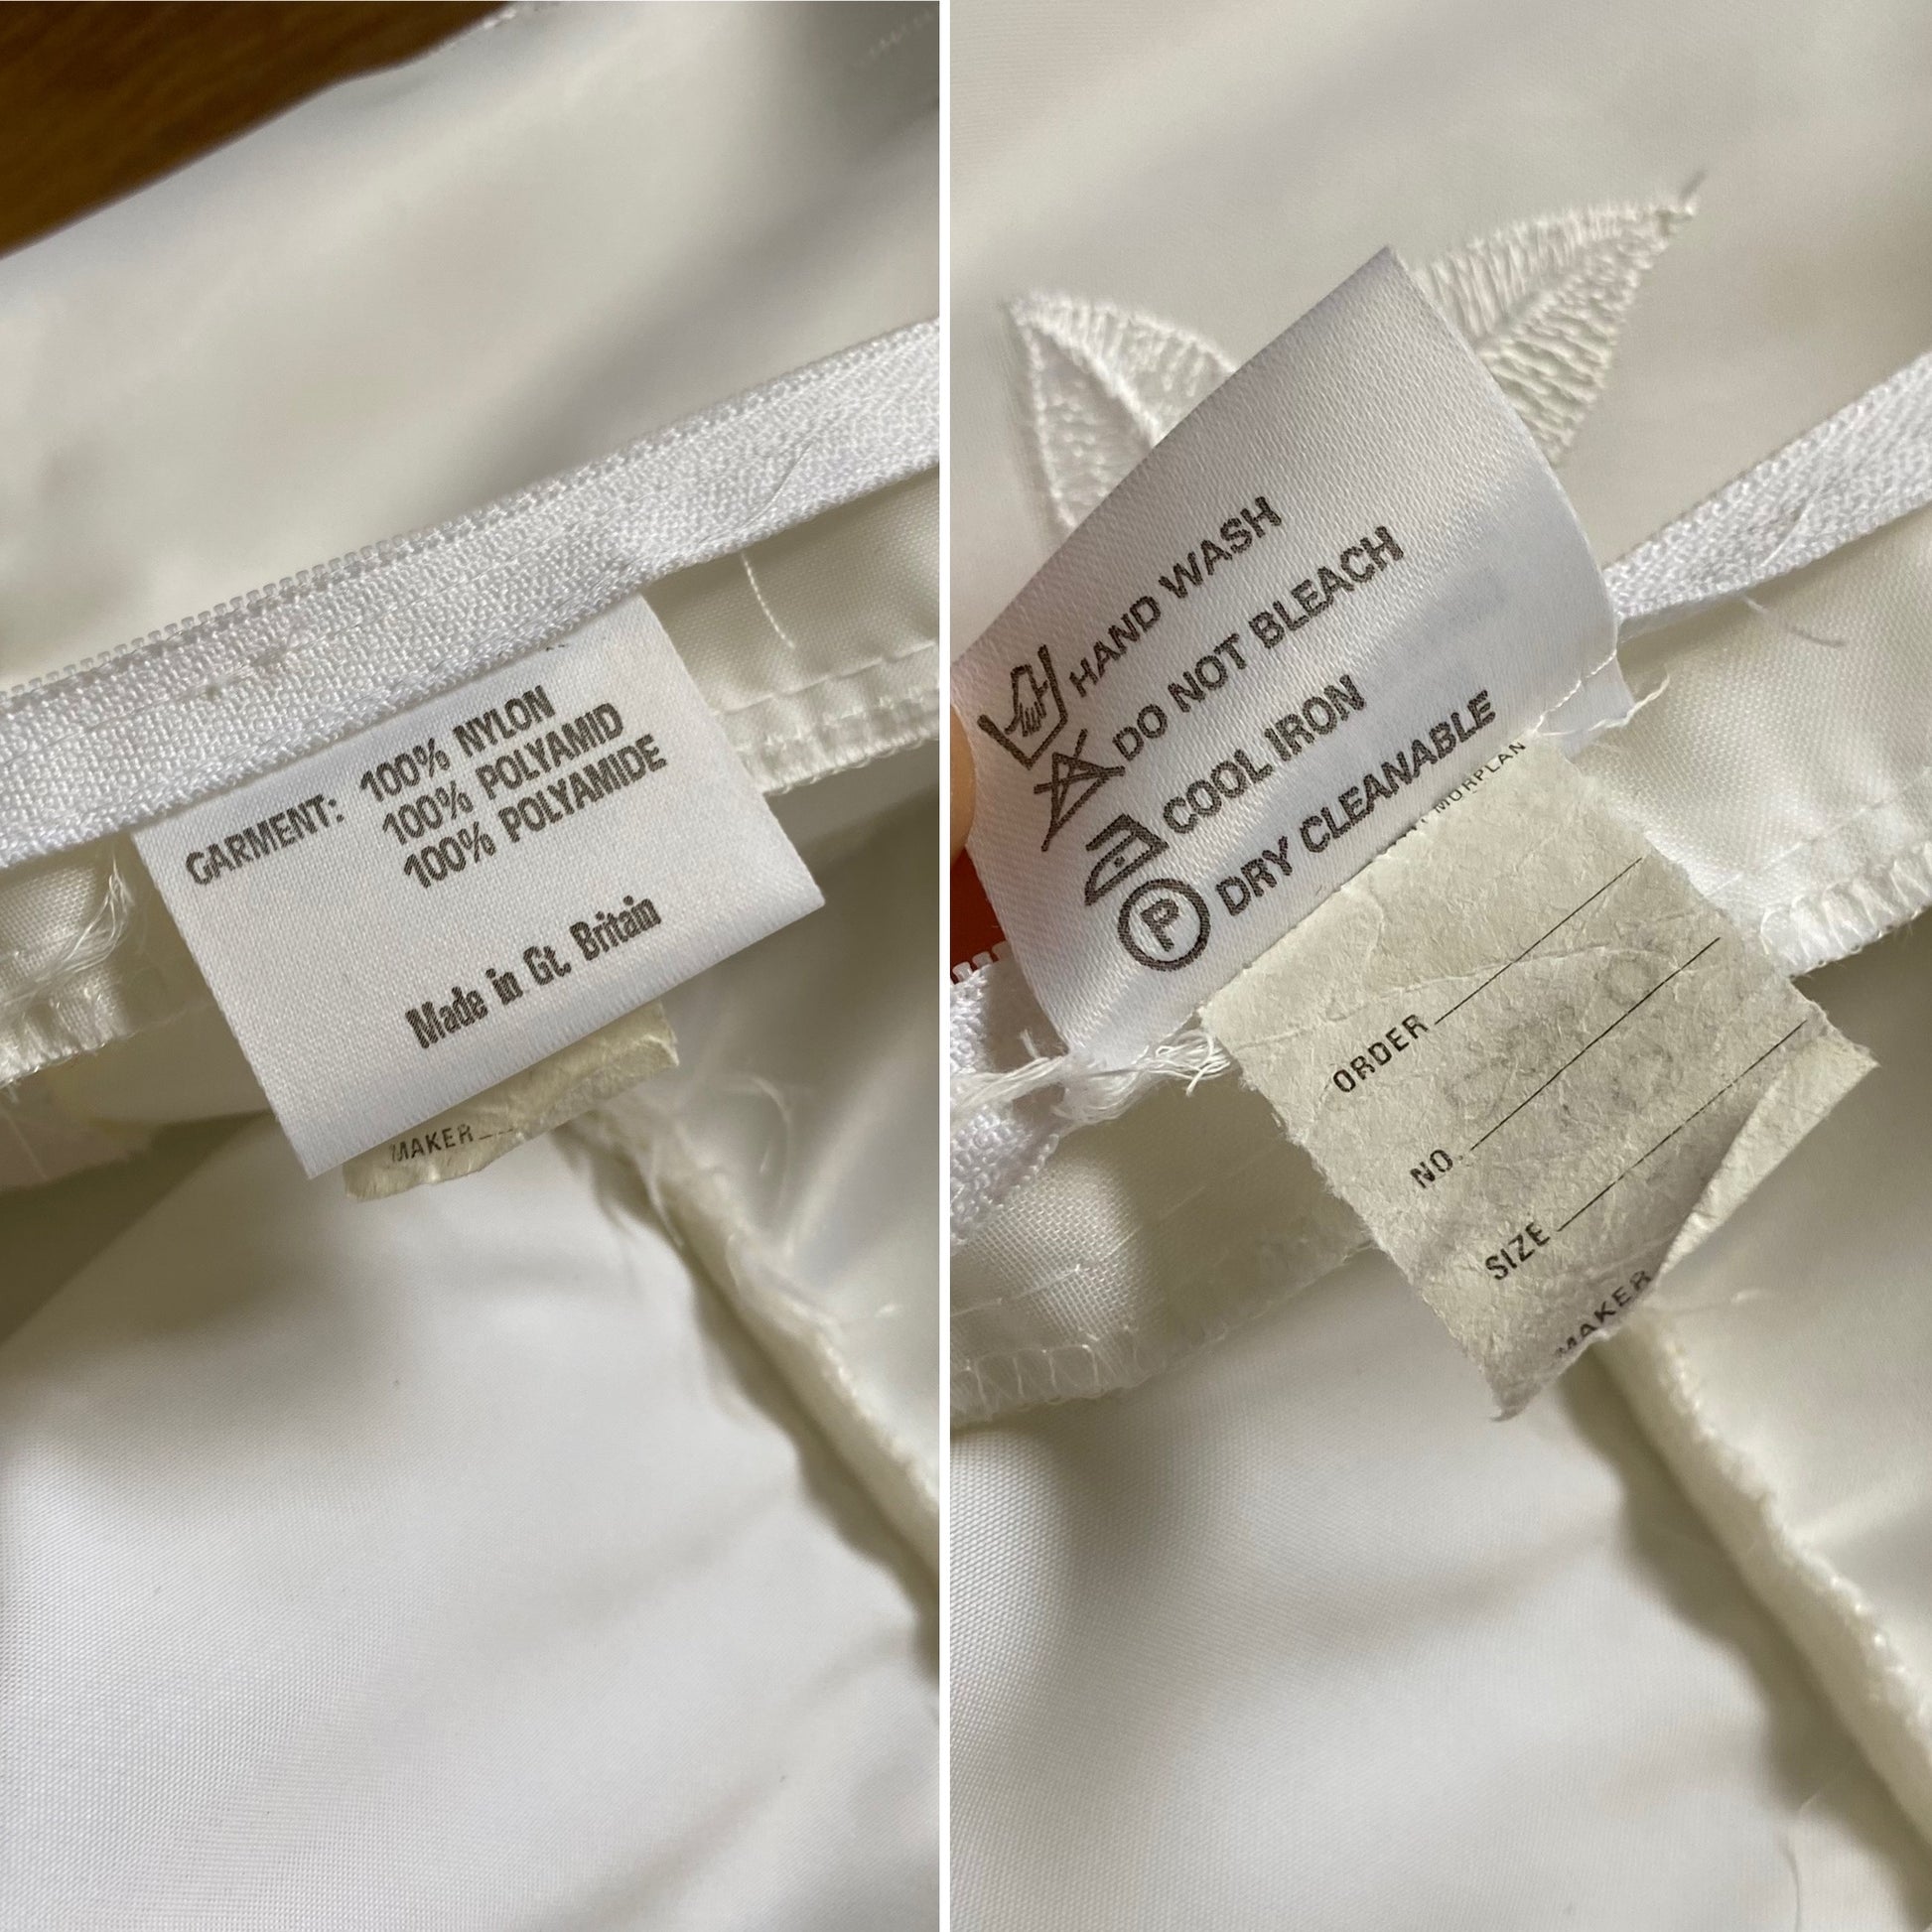 GARMENT: 100% NYLON
100% POLYAMID
100% POLYAMIDE
Made in Gt. Britain
MAKER
HAND WASH
DO NOT BLEACH
COOL IRON
P DRY CLEANABLE
MORPLAN
ORDER
NO.
SIZE
MAKER